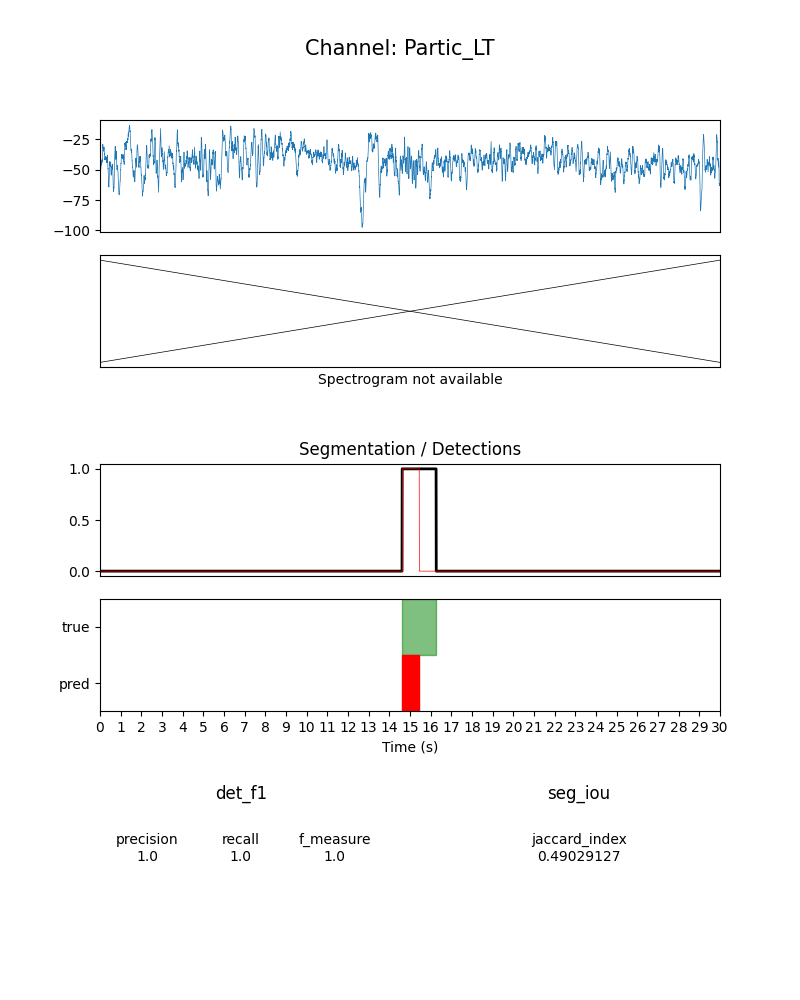 Channel: Partic_LT
−25
−50
−75
−100
Spectrogram not available
Segmentation / Detections
1.0
0.5
0.0
true
pred
0 1 2 3 4 5 6 7 8 9 10 11 12 13 14 15 16 17 18 19 20 21 22 23 24 25 26 27 28 29 30
Time (s)
det_f1 seg_iou
precision recall f_measure jaccard_index
1.0 1.0 1.0 0.49029127